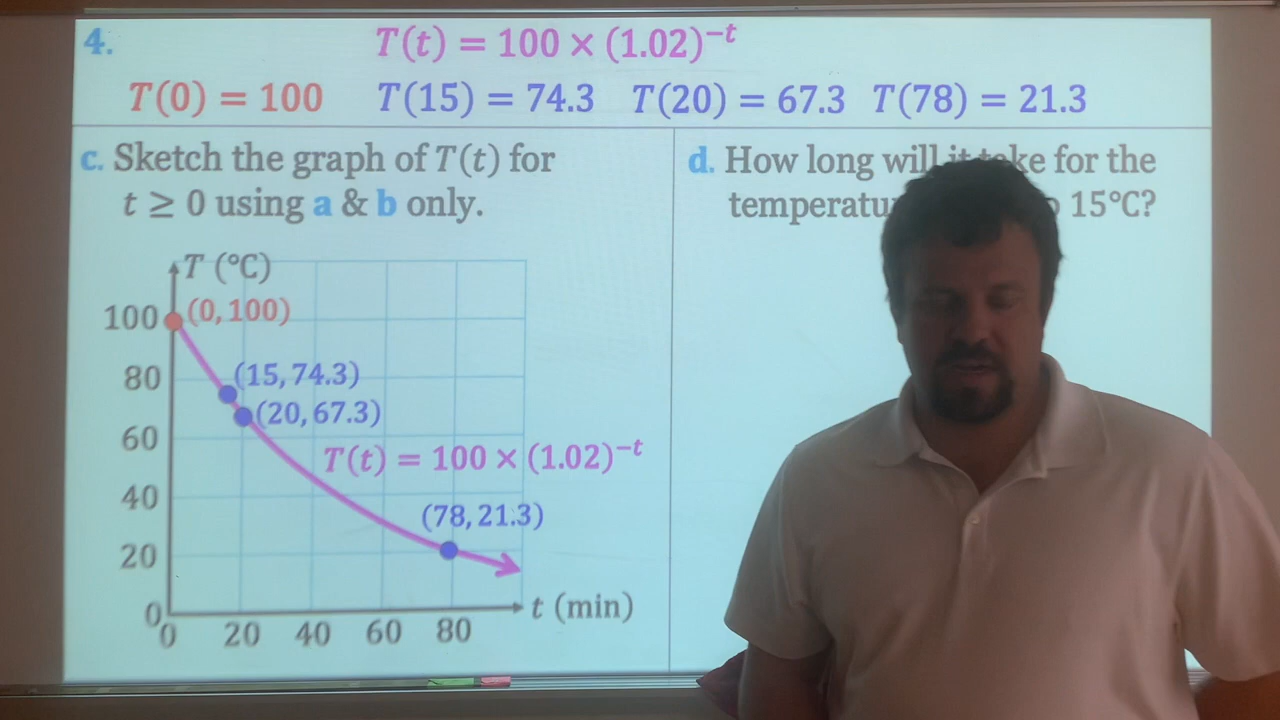 4.
T(t) = 100 × (1.02)⁻ᵗ
T(0) = 100 T(15) = 74.3 T(20) = 67.3 T(78) = 21.3
c. Sketch the graph of T(t) for
t ≥ 0 using a & b only.
T (°C)
100
(0, 100)
80
(15, 74.3)
(20, 67.3)
60
T(t) = 100 × (1.02)⁻ᵗ
40
(78, 21.3)
20
0
t (min)
0 20 40 60 80
d. How long will for the
15°C?